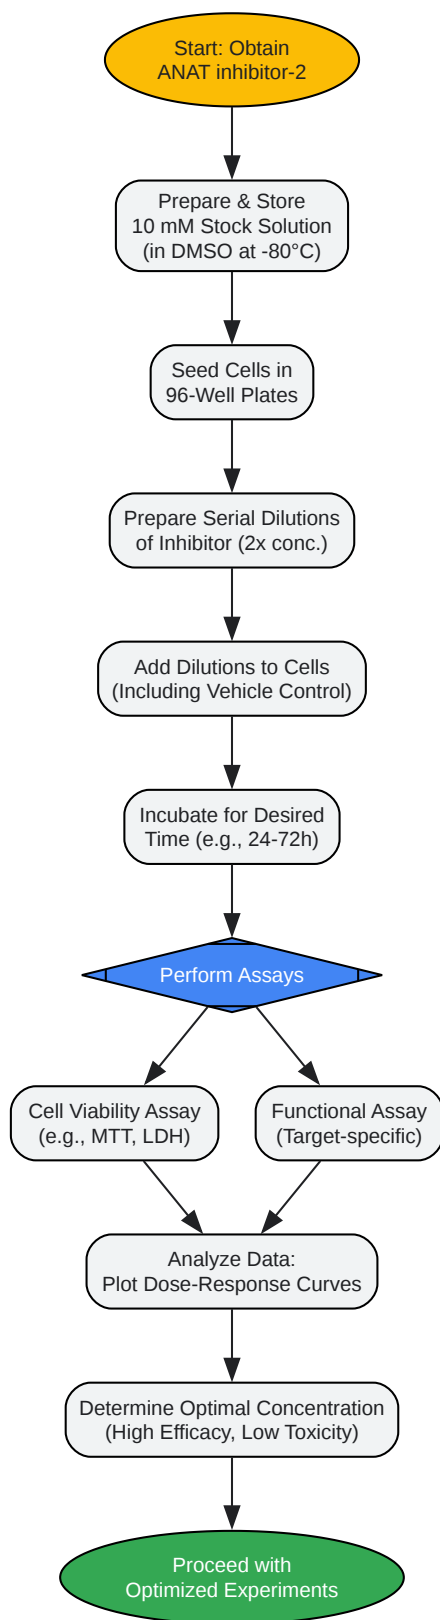 Start: Obtain
ANAT inhibitor-2
Prepare & Store
10 mM Stock Solution
(in DMSO at -80°C)
Seed Cells in
96-Well Plates
Prepare Serial Dilutions
of Inhibitor (2x conc.)
Add Dilutions to Cells
(Including Vehicle Control)
Incubate for Desired
Time (e.g., 24-72h)
Perform Assays
Cell Viability Assay
(e.g., MTT, LDH)
Functional Assay
(Target-specific)
Analyze Data:
Plot Dose-Response Curves
Determine Optimal Concentration
(High Efficacy, Low Toxicity)
Proceed with
Optimized Experiments